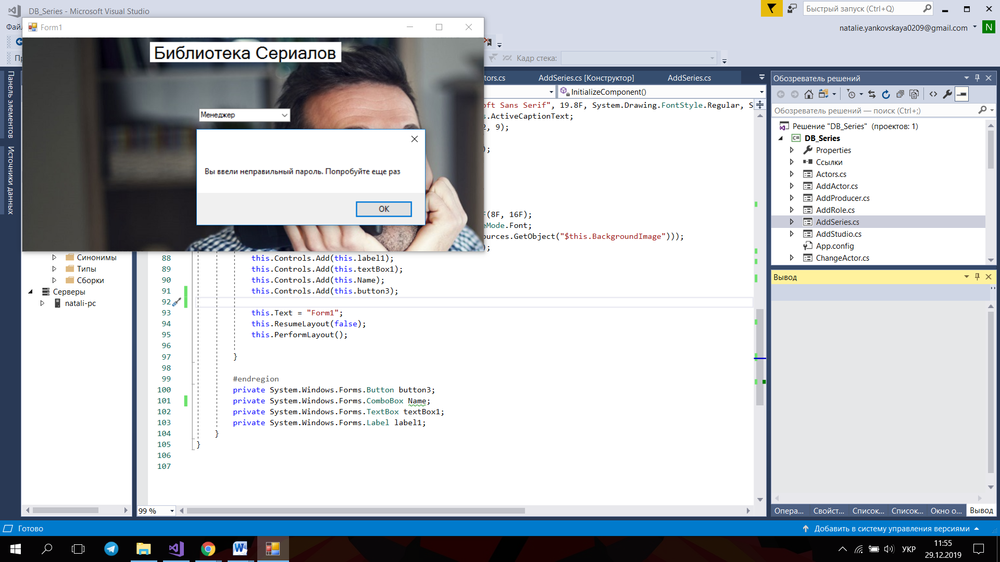 DB_Series - Microsoft Visual Studio
Быстрый запуск (Ctrl+Q)
natalie.yankovskaya0209@gmail.com
N
Form1
Библиотека Сериалов
Менеджер
Вы ввели неправильный пароль. Попробуйте еще раз
OK
Кадр стека:
Панель элементов
Источники данных
tors.cs
AddSeries.cs [Конструктор]
AddSeries.cs
InitializeComponent()
oft Sans Serif", 19.8F, System.Drawing.FontStyle.Regular, S
s.ActiveCaptionText;
2, 9);
);
F(8F, 16F);
eMode.Font;
ources.GetObject("$this.BackgroundImage")));
);
88 this.Controls.Add(this.label1);
89 this.Controls.Add(this.textBox1);
90 this.Controls.Add(this.Name);
91 this.Controls.Add(this.button3);
92
93 this.Text = "Form1";
94 this.ResumeLayout(false);
95 this.PerformLayout();
96
97 }
98
99 #endregion
100 private System.Windows.Forms.Button button3;
101 private System.Windows.Forms.ComboBox Name;
102 private System.Windows.Forms.TextBox textBox1;
103 private System.Windows.Forms.Label label1;
104 }
105 }
106
107
99 %
Синонимы
Типы
Сборки
Серверы
natali-pc
Обозреватель решений
Обозреватель решений — поиск (Ctrl+;)
Решение "DB_Series" (проектов: 1)
DB_Series
Properties
Ссылки
Actors.cs
AddActor.cs
AddProducer.cs
AddRole.cs
AddSeries.cs
AddStudio.cs
App.config
ChangeActor.cs
Вывод
Опера...
Свойст...
Список...
Список...
Окно о...
Вывод
Готово
Добавить в систему управления версиями
УКР
11:55
29.12.2019